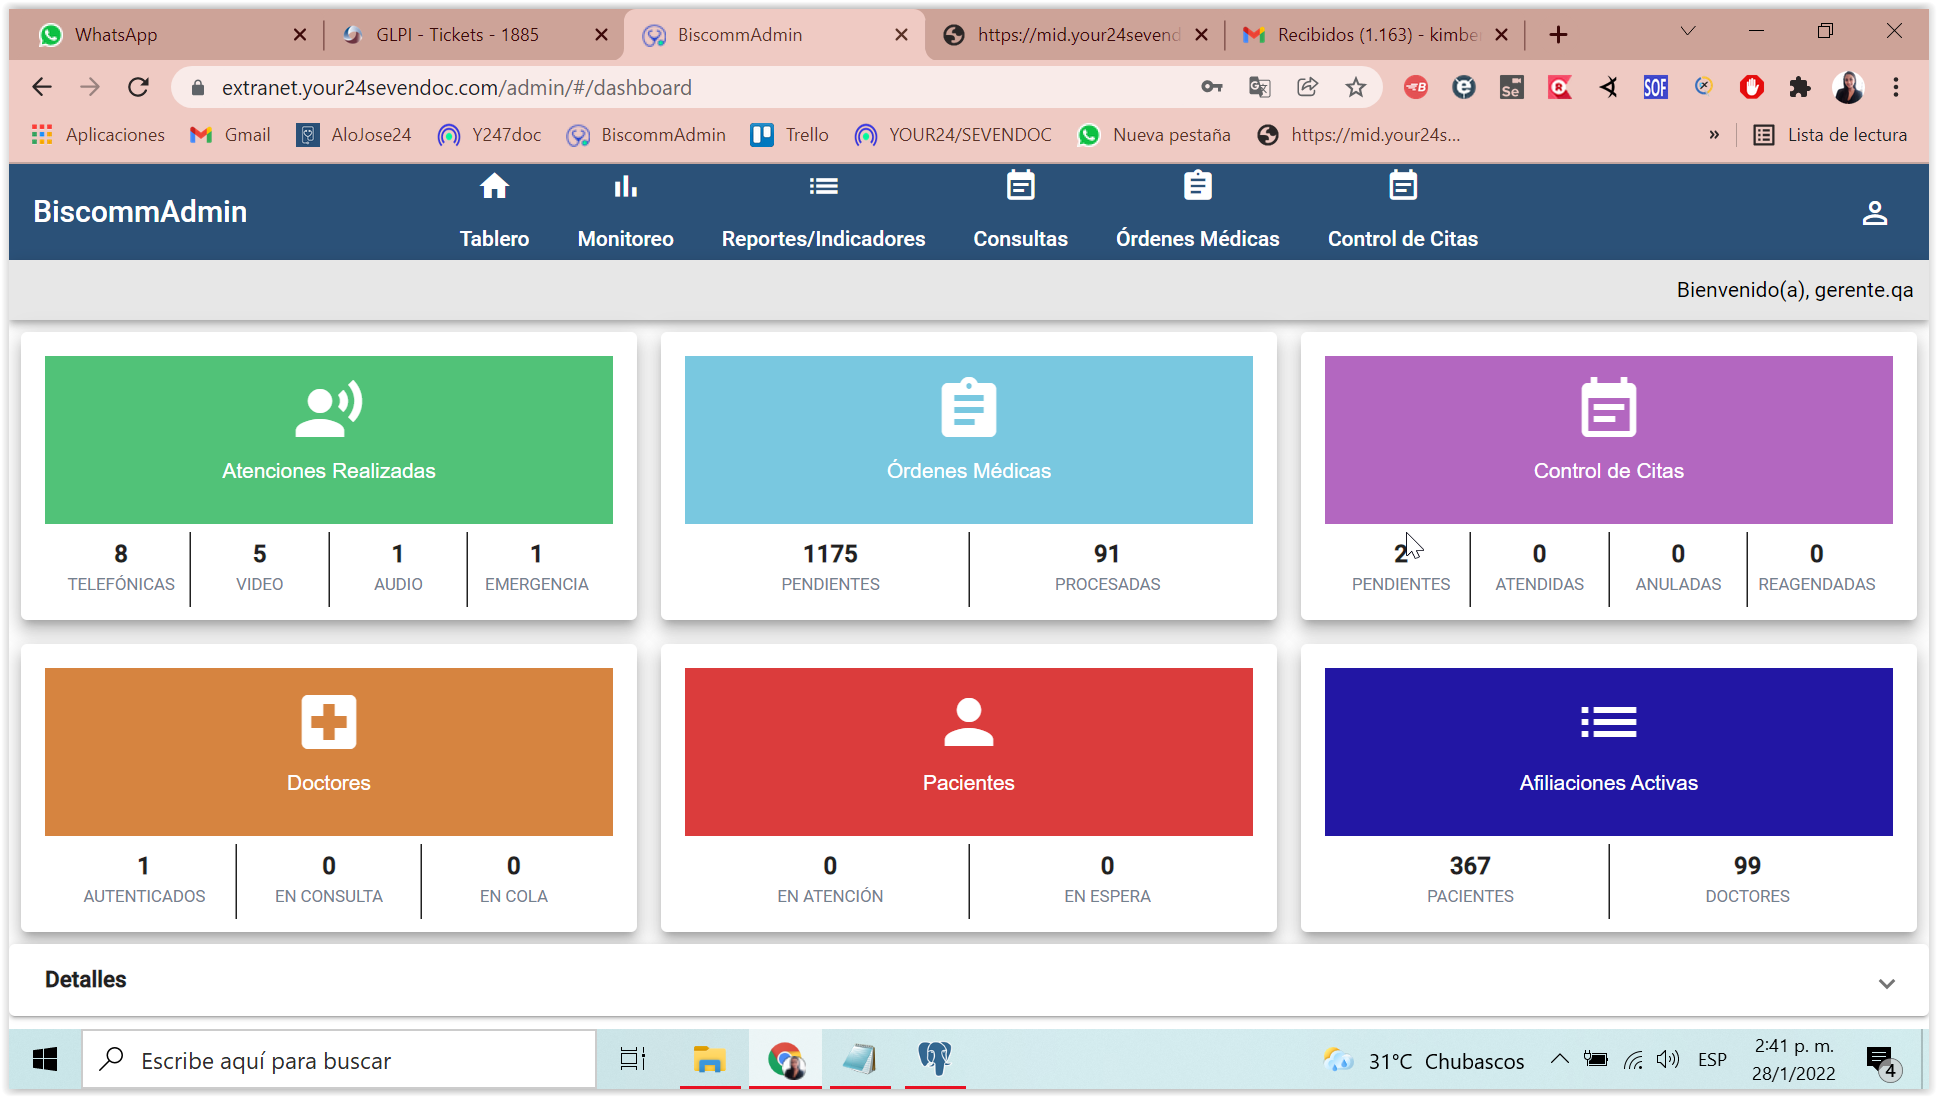 WhatsApp
GLPI - Tickets - 1885
BiscommAdmin
https://mid.your24sevend
Recibidos (1.163) - kimbe
extranet.your24sevendoc.com/admin/#/dashboard
Aplicaciones
Gmail
AloJose24
Y247doc
BiscommAdmin
Trello
YOUR24/SEVENDOC
Nueva pestaña
https://mid.your24s...
»
Lista de lectura
BiscommAdmin
Tablero
Monitoreo
Reportes/Indicadores
Consultas
Órdenes Médicas
Control de Citas
Bienvenido(a), gerente.qa
Atenciones Realizadas
8
TELEFÓNICAS
5
VIDEO
1
AUDIO
1
EMERGENCIA
Órdenes Médicas
1175
PENDIENTES
91
PROCESADAS
Control de Citas
2
PENDIENTES
0
ATENDIDAS
0
ANULADAS
0
REAGENDADAS
Doctores
1
AUTENTICADOS
0
EN CONSULTA
0
EN COLA
Pacientes
0
EN ATENCIÓN
0
EN ESPERA
Afiliaciones Activas
367
PACIENTES
99
DOCTORES
Detalles
Escribe aquí para buscar
31°C Chubascos
ESP
2:41 p. m.
28/1/2022
4
Se
SOF